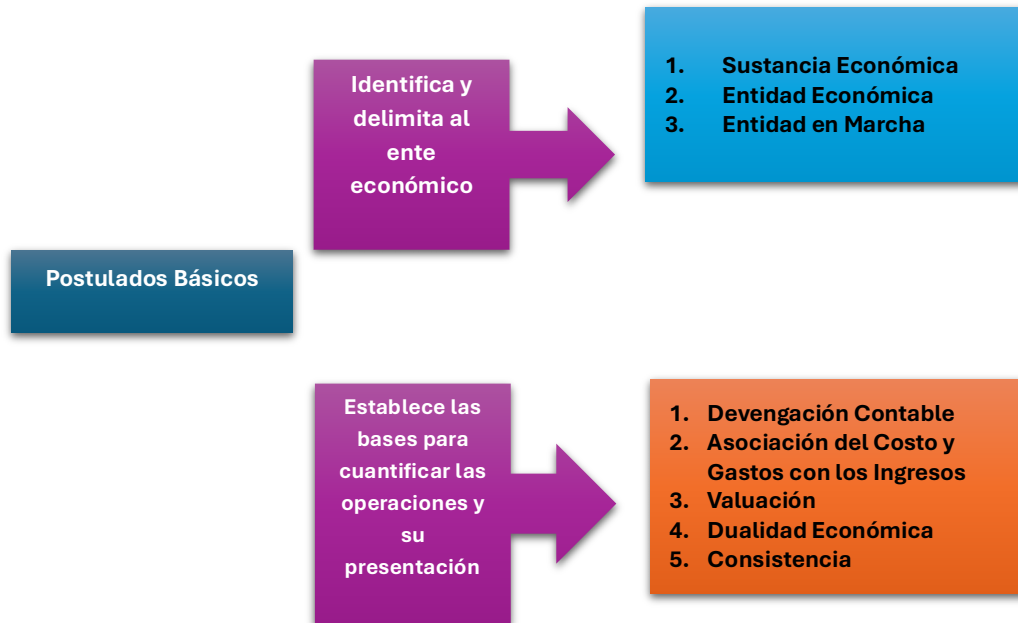 Postulados Básicos
Identifica y
delimita al
ente
económico
1. Sustancia Económica
2. Entidad Económica
3. Entidad en Marcha
Establece las
bases para
cuantificar las
operaciones y
su
presentación
1. Devengación Contable
2. Asociación del Costo y
Gastos con los Ingresos
3. Valuación
4. Dualidad Económica
5. Consistencia